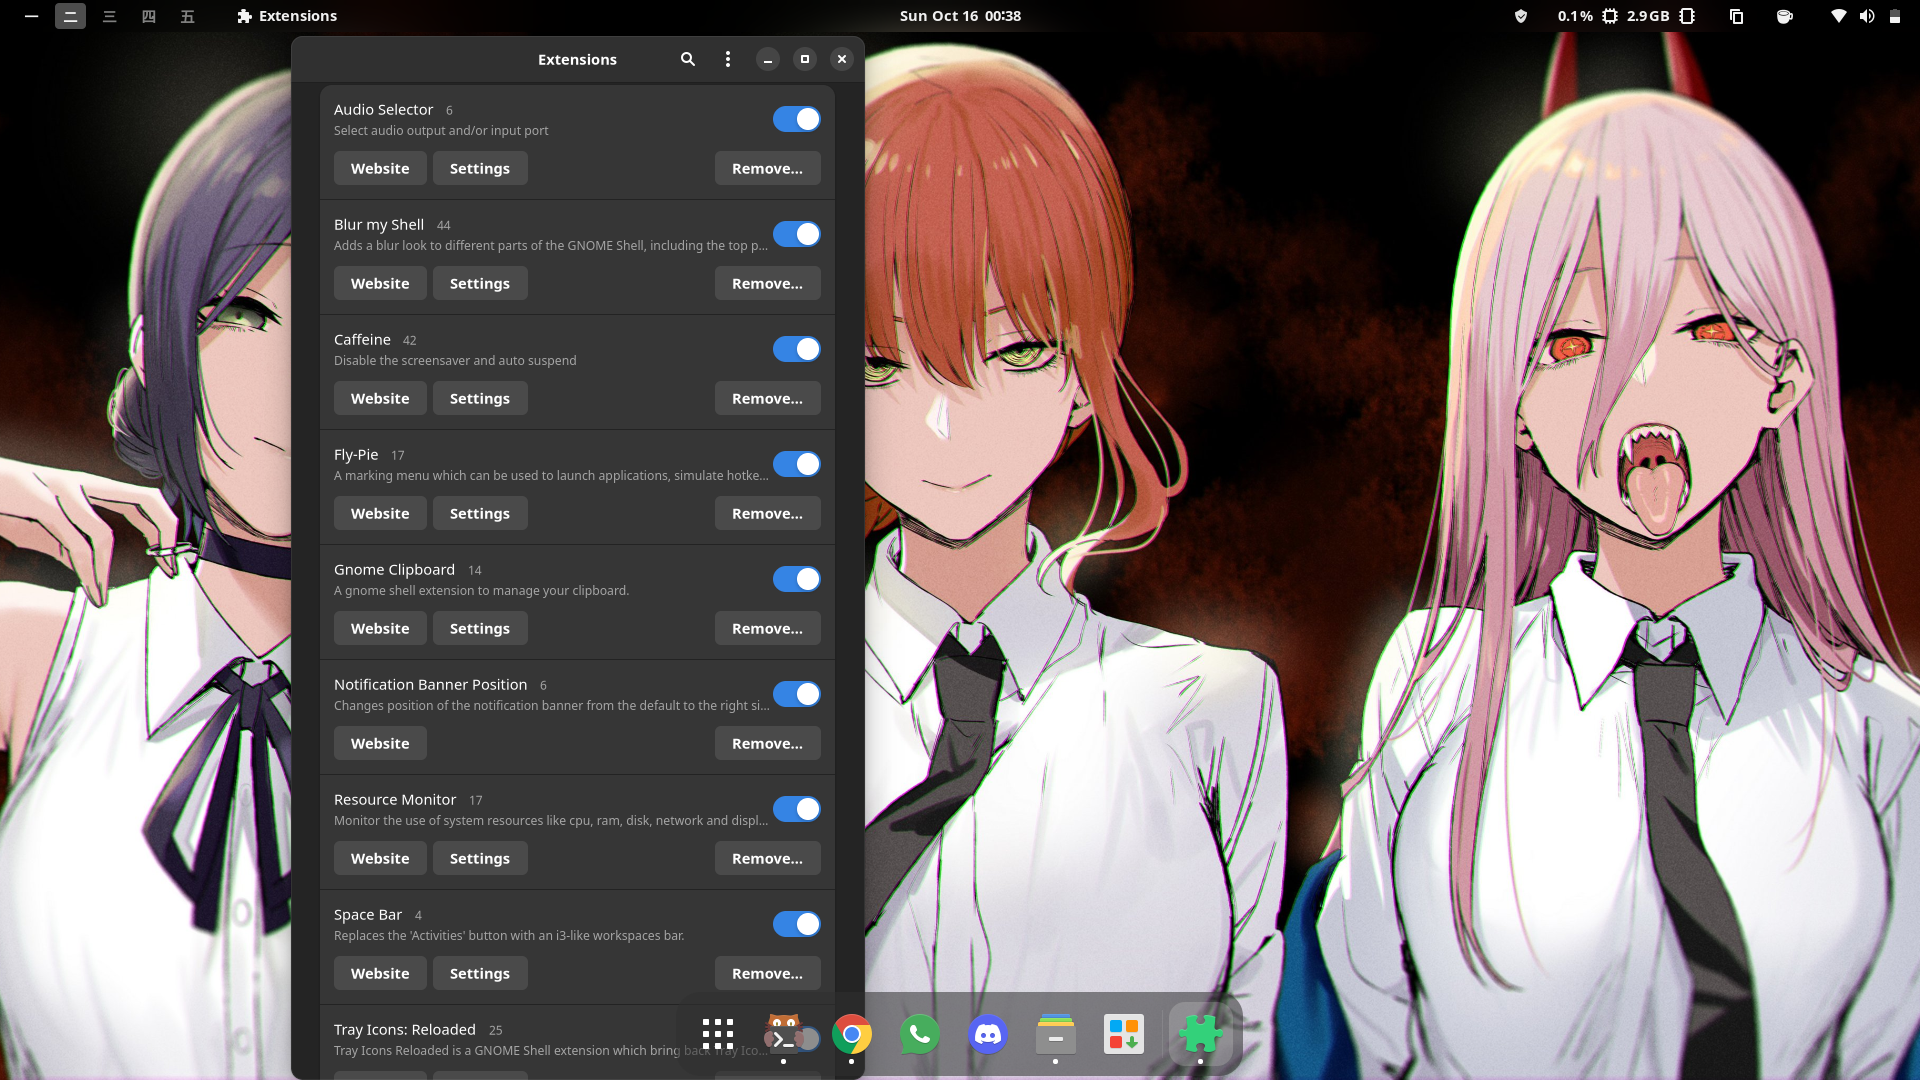 一 二 三 四 五 Extensions Sun Oct 16 00:38 0.1% 2.9GB
Extensions
Audio Selector 6
Select audio output and/or input port
Website Settings Remove...
Blur my Shell 44
Adds a blur look to different parts of the GNOME Shell, including the top p...
Website Settings Remove...
Caffeine 42
Disable the screensaver and auto suspend
Website Settings Remove...
Fly-Pie 17
A marking menu which can be used to launch applications, simulate hotke...
Website Settings Remove...
Gnome Clipboard 14
A gnome shell extension to manage your clipboard.
Website Settings Remove...
Notification Banner Position 6
Changes position of the notification banner from the default to the right si...
Website Remove...
Resource Monitor 17
Monitor the use of system resources like cpu, ram, disk, network and displ...
Website Settings Remove...
Space Bar 4
Replaces the 'Activities' button with an i3-like workspaces bar.
Website Settings Remove...
Tray Icons: Reloaded 25
Tray Icons Reloaded is a GNOME Shell extension which bring back Tray Ico...